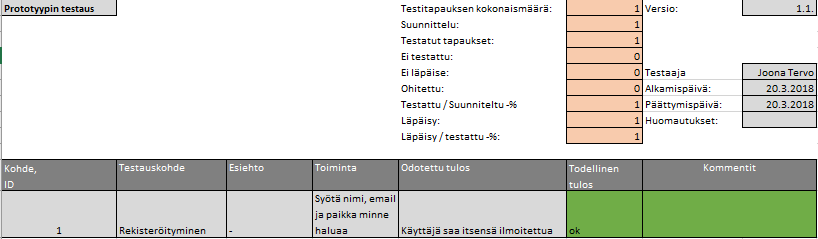 Prototyypin testaus Testitapauksen kokonaismäärä: 1 Versio: 1.1.
Suunnittelu: 1
Testatut tapaukset: 1
Ei testattu: 0
Ei läpäise: 0 Testaaja Joona Tervo
Ohitettu: 0 Alkamispäivä: 20.3.2018
Testattu / Suunniteltu -% 1 Päättymispäivä: 20.3.2018
Läpäisy: 1 Huomautukset:
Läpäisy / testattu -%: 1
Kohde, Testauskohde Esiehto Toiminta Odotettu tulos Todellinen Kommentit
ID tulos
Syötä nimi, email
ja paikka minne
1 Rekisteröityminen - haluaa Käyttäjä saa itsensä ilmoitettua ok